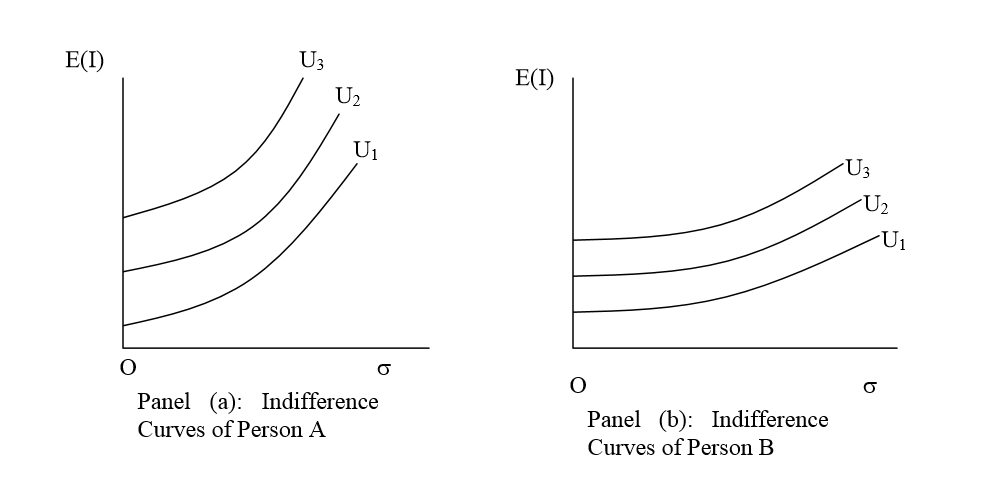 E(I)
U3
U2
U1
O
σ
Panel (a): Indifference
Curves of Person A
E(I)
U3
U2
U1
O
σ
Panel (b): Indifference
Curves of Person B